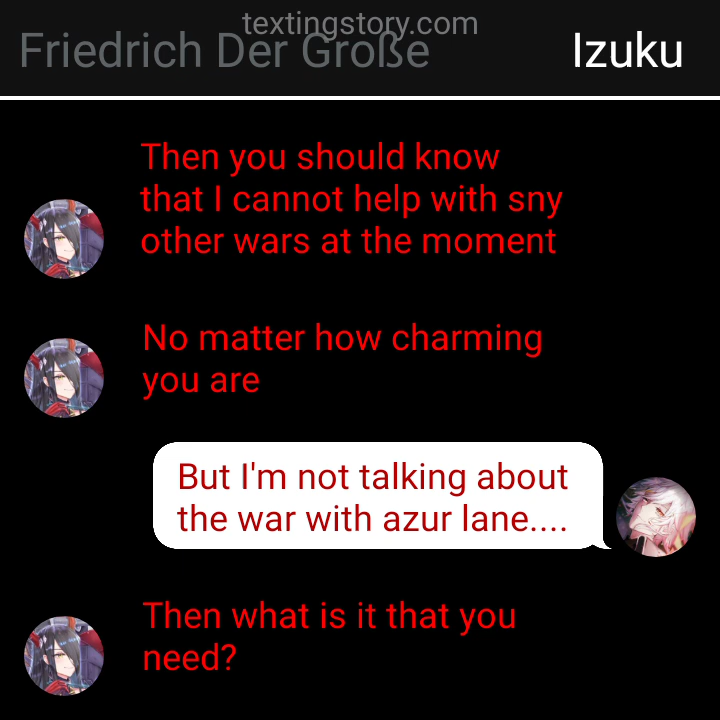 textingstory.com
Friedrich Der Große Izuku
Then you should know
that I cannot help with sny
other wars at the moment
No matter how charming
you are
But I'm not talking about
the war with azur lane....
Then what is it that you
need?